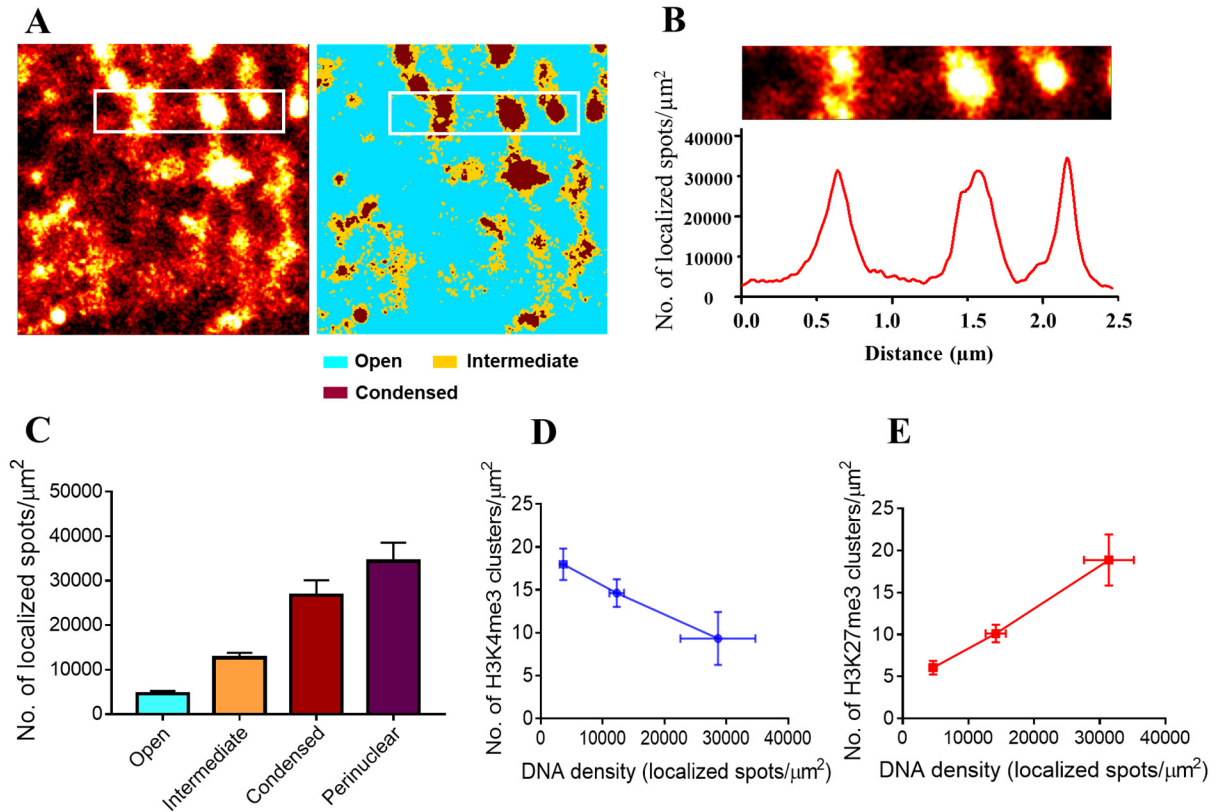 A
B
Open
Intermediate
Condensed
No. of localized spots/μm²
40000
30000
20000
10000
0
0.0
0.5
1.0
1.5
2.0
2.5
Distance (μm)
C
No. of localized spots/μm²
50000
40000
30000
20000
10000
0
Open
Intermediate
Condensed
Perinuclear
D
No. of H3K4me3 clusters/μm²
25
20
15
10
5
0
0
10000
20000
30000
40000
DNA density (localized spots/μm²)
E
No. of H3K27me3 clusters/μm²
25
20
15
10
5
0
0
10000
20000
30000
40000
DNA density (localized spots/μm²)